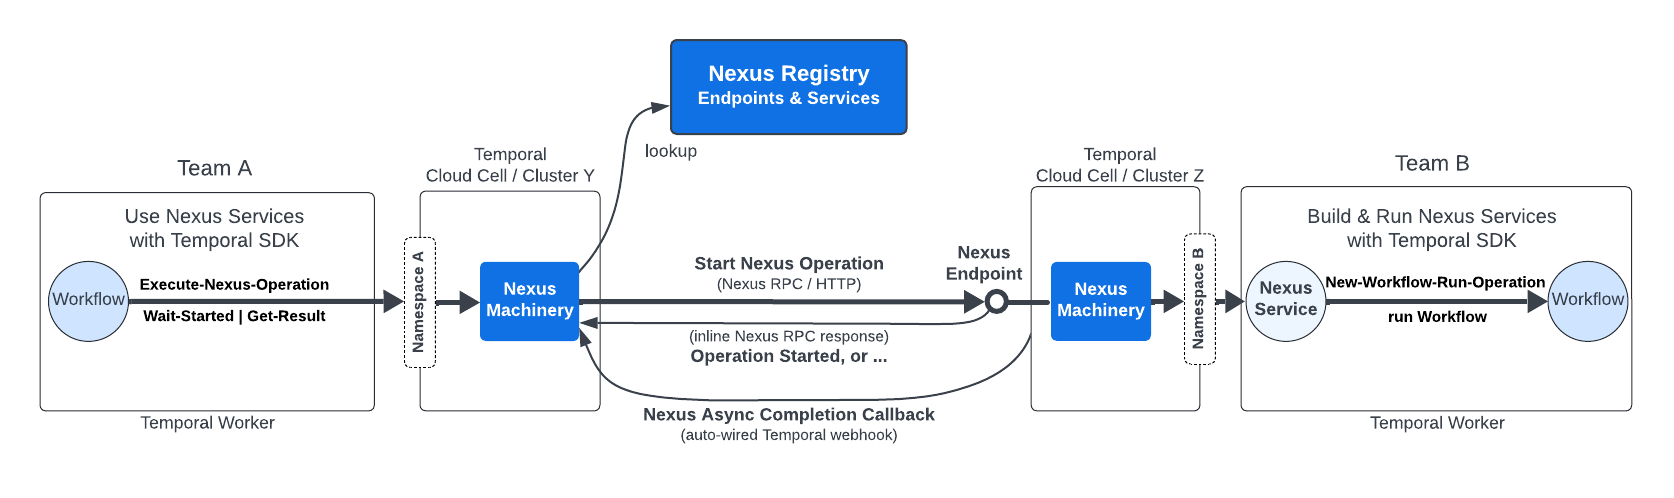 Nexus Registry
Endpoints & Services
lookup
Team A
Use Nexus Services
with Temporal SDK
Workflow
Execute-Nexus-Operation
Wait-Started | Get-Result
Temporal Worker
Namespace A
Temporal
Cloud Cell / Cluster Y
Nexus
Machinery
Start Nexus Operation
(Nexus RPC / HTTP)
Nexus
Endpoint
(inline Nexus RPC response)
Operation Started, or ...
Nexus Async Completion Callback
(auto-wired Temporal webhook)
Temporal
Cloud Cell / Cluster Z
Nexus
Machinery
Namespace B
Team B
Build & Run Nexus Services
with Temporal SDK
Nexus
Service
New-Workflow-Run-Operation
run Workflow
Workflow
Temporal Worker